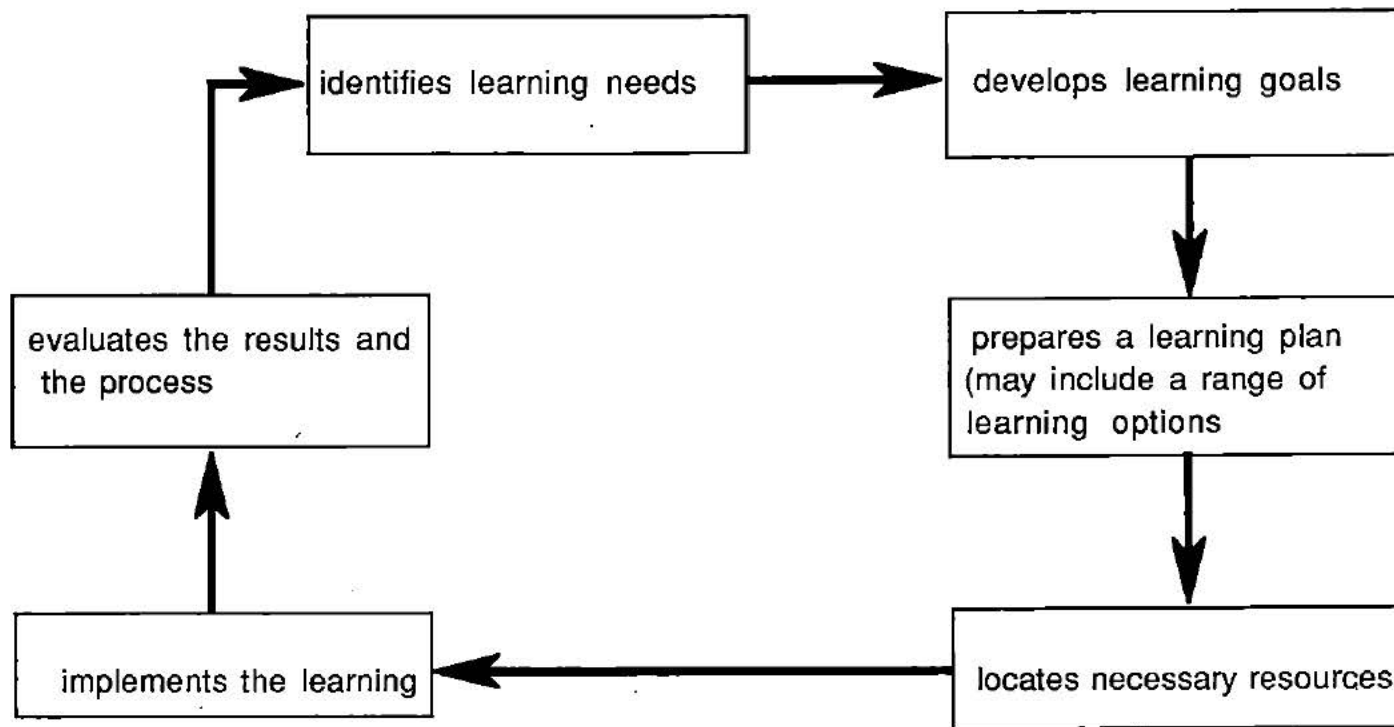 identifies learning needs
develops learning goals
prepares a learning plan
(may include a range of
learning options
locates necessary resources
implements the learning
evaluates the results and
the process